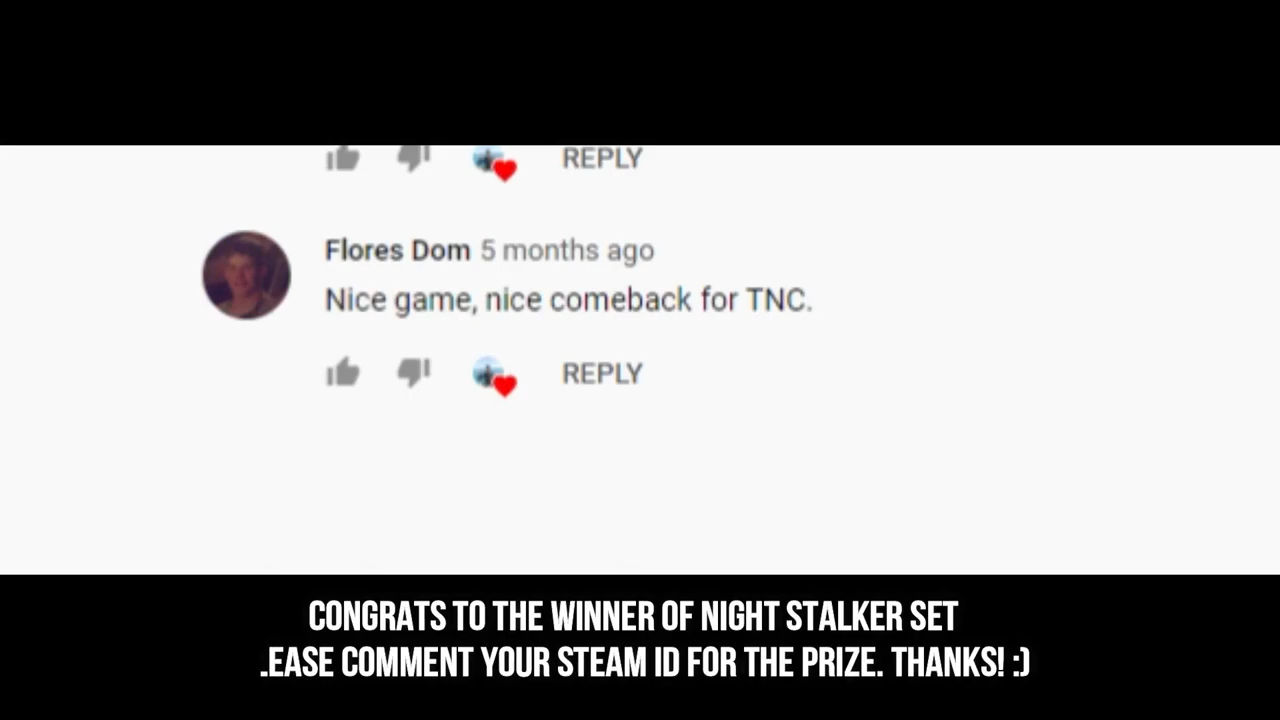 REPLY
Flores Dom 5 months ago
Nice game, nice comeback for TNC.
REPLY
CONGRATS TO THE WINNER OF NIGHT STALKER SET
.EASE COMMENT YOUR STEAM ID FOR THE PRIZE. THANKS! :)